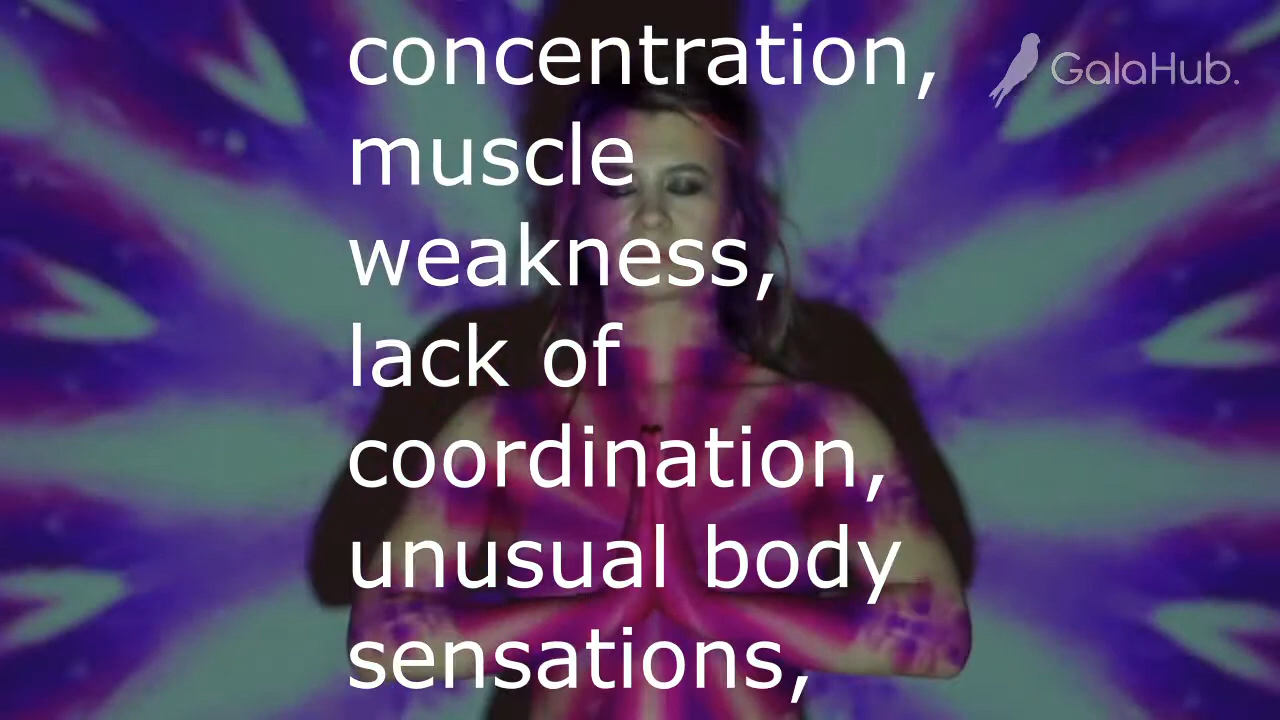 concentration,
GalaHub.
muscle
weakness,
lack of
coordination,
unusual body
sensations,